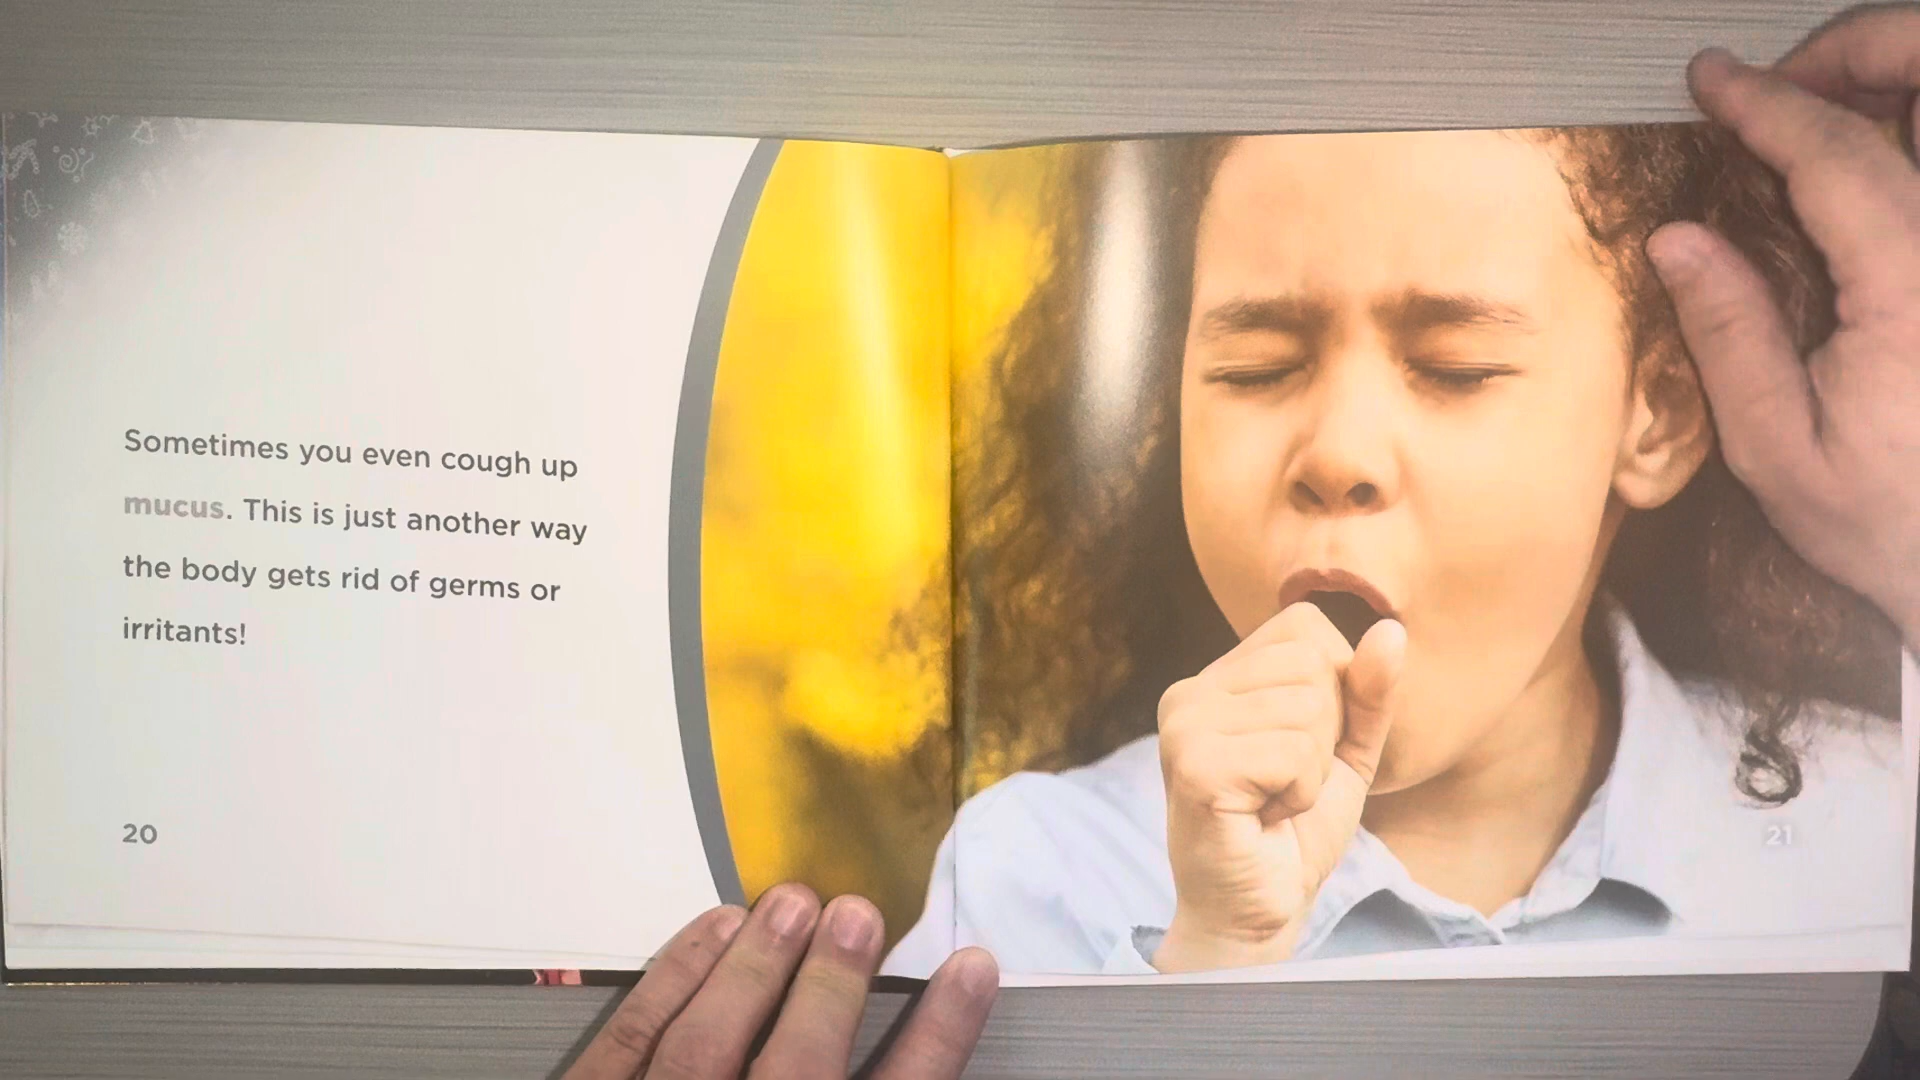 Sometimes you even cough up
mucus. This is just another way
the body gets rid of germs or
irritants!
20
21